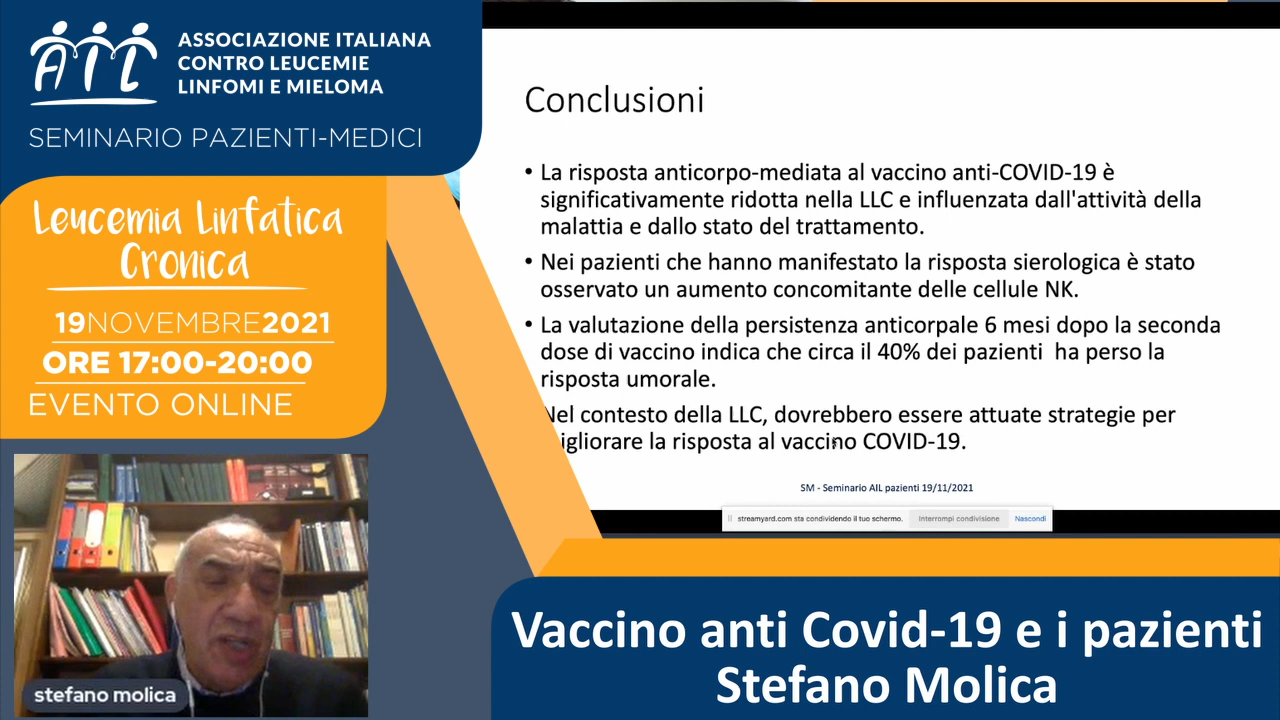 AIL
ASSOCIAZIONE ITALIANA
CONTRO LEUCEMIE
LINFOMI E MIELOMA
SEMINARIO PAZIENTI-MEDICI
Leucemia Linfatica
Cronica
19NOVEMBRE2021
ORE 17:00-20:00
EVENTO ONLINE
stefano molica
Conclusioni
• La risposta anticorpo-mediata al vaccino anti-COVID-19 è
significativamente ridotta nella LLC e influenzata dall'attività della
malattia e dallo stato del trattamento.
• Nei pazienti che hanno manifestato la risposta sierologica è stato
osservato un aumento concomitante delle cellule NK.
• La valutazione della persistenza anticorpale 6 mesi dopo la seconda
dose di vaccino indica che circa il 40% dei pazienti ha perso la
risposta umorale.
Nel contesto della LLC, dovrebbero essere attuate strategie per
igliorare la risposta al vaccino COVID-19.
SM - Seminario AIL pazienti 19/11/2021
streamyard.com sta condividendo il tuo schermo. Interrompi condivisione Nascondi
Vaccino anti Covid-19 e i pazienti
Stefano Molica